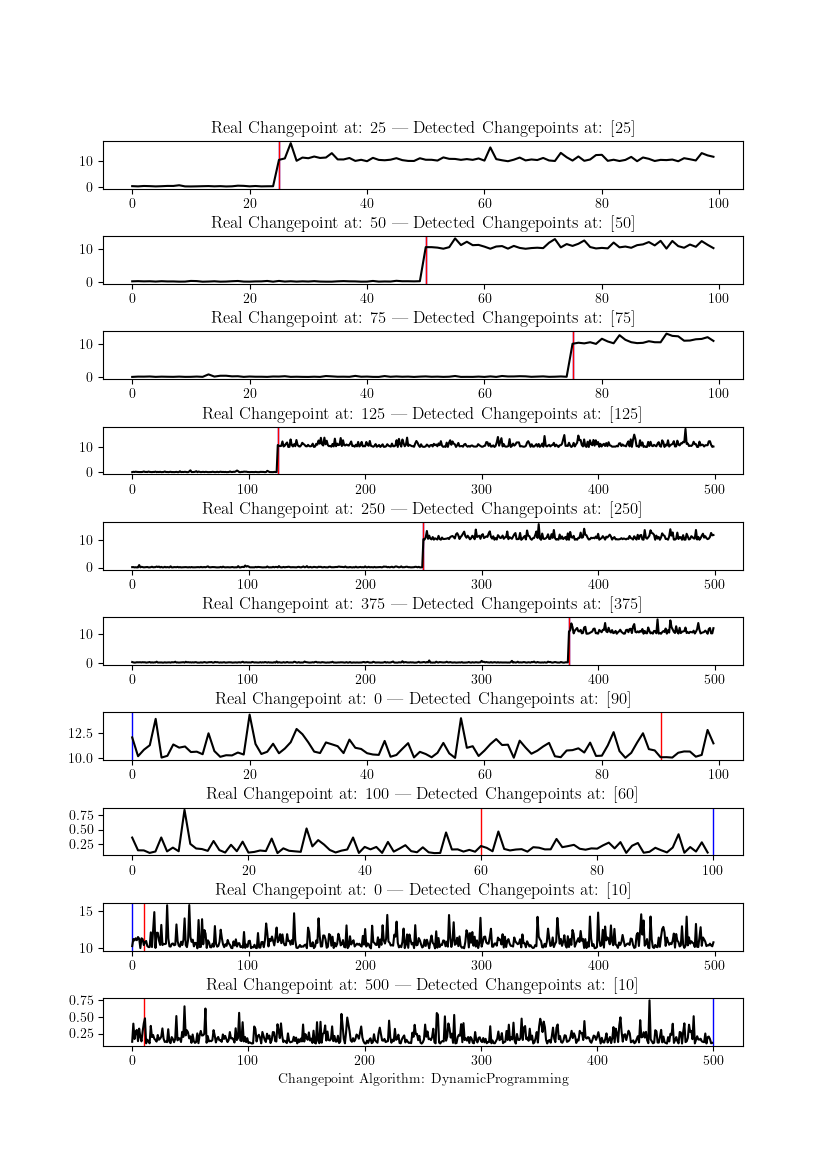 Real Changepoint at: 25 — Detected Changepoints at: [25]
10
0
0 20 40 60 80 100
Real Changepoint at: 50 — Detected Changepoints at: [50]
10
0
0 20 40 60 80 100
Real Changepoint at: 75 — Detected Changepoints at: [75]
10
0
0 20 40 60 80 100
Real Changepoint at: 125 — Detected Changepoints at: [125]
10
0
0 100 200 300 400 500
Real Changepoint at: 250 — Detected Changepoints at: [250]
10
0
0 100 200 300 400 500
Real Changepoint at: 375 — Detected Changepoints at: [375]
10
0
0 100 200 300 400 500
Real Changepoint at: 0 — Detected Changepoints at: [90]
12.5
10.0
0 20 40 60 80 100
Real Changepoint at: 100 — Detected Changepoints at: [60]
0.75
0.50
0.25
0 20 40 60 80 100
Real Changepoint at: 0 — Detected Changepoints at: [10]
15
10
0 100 200 300 400 500
Real Changepoint at: 500 — Detected Changepoints at: [10]
0.75
0.50
0.25
0 100 200 300 400 500
Changepoint Algorithm: DynamicProgramming